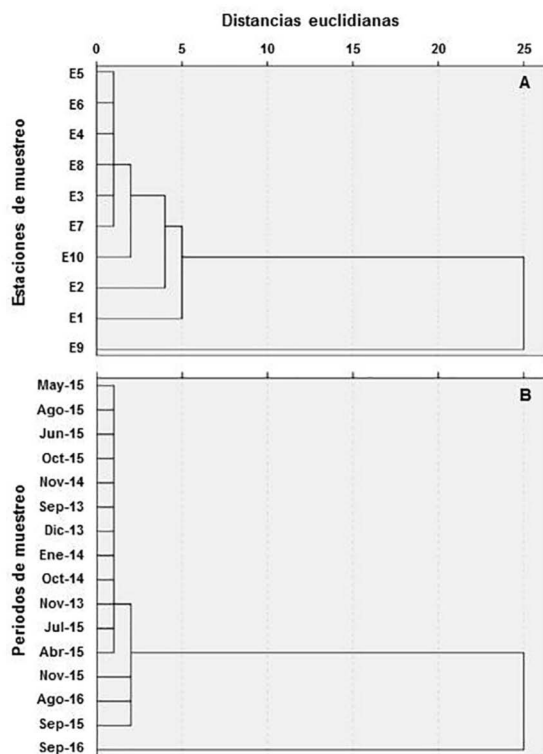 Distancias euclidianas
0 5 10 15 20 25
A
Estaciones de muestreo
E5
E6
E4
E8
E3
E7
E10
E2
E1
E9
B
Periodos de muestreo
May-15
Ago-15
Jun-15
Oct-15
Nov-14
Sep-13
Dic-13
Ene-14
Oct-14
Nov-13
Jul-15
Abr-15
Nov-15
Ago-16
Sep-15
Sep-16